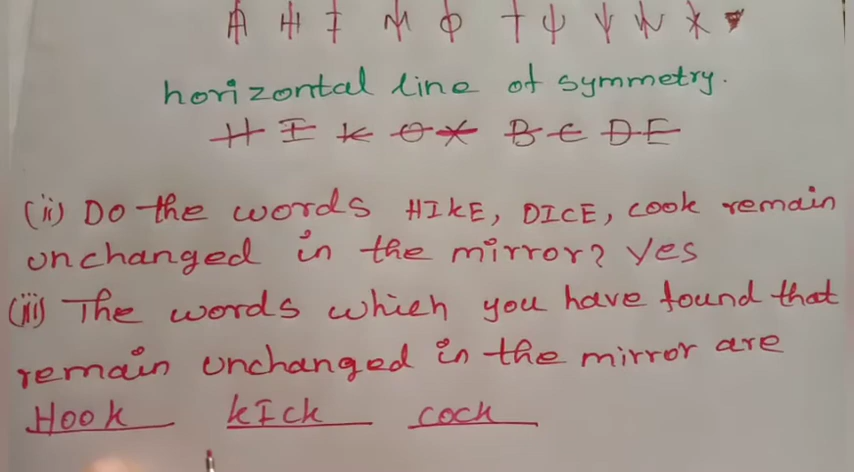 A H I M O T U V W X Y
horizontal line of symmetry.
H I K O X B C D E
(ii) Do the words HIKE, DICE, cook remain
unchanged in the mirror? Yes
(iii) The words which you have found that
remain unchanged in the mirror are
Hook kIck cock